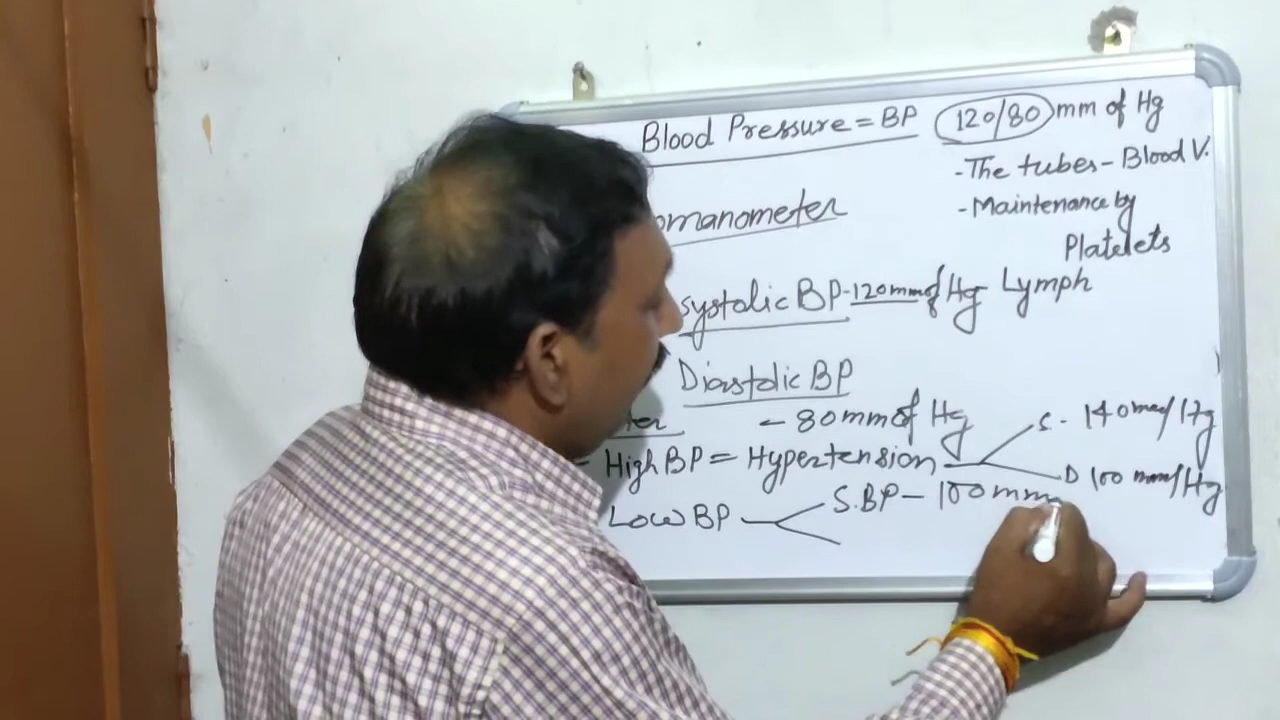 Blood Pressure = BP 120/80 mm of Hg
- The tubes - Blood V.
- Maintenance by
Platelets
omanometer
systolic BP - 120 mm of Hg Lymph
Diastolic BP
- 80 mm of Hg
= High BP = Hypertension
S - 140 mm/Hg
D 100 mm/Hg
Low BP
S.BP - 100 mm